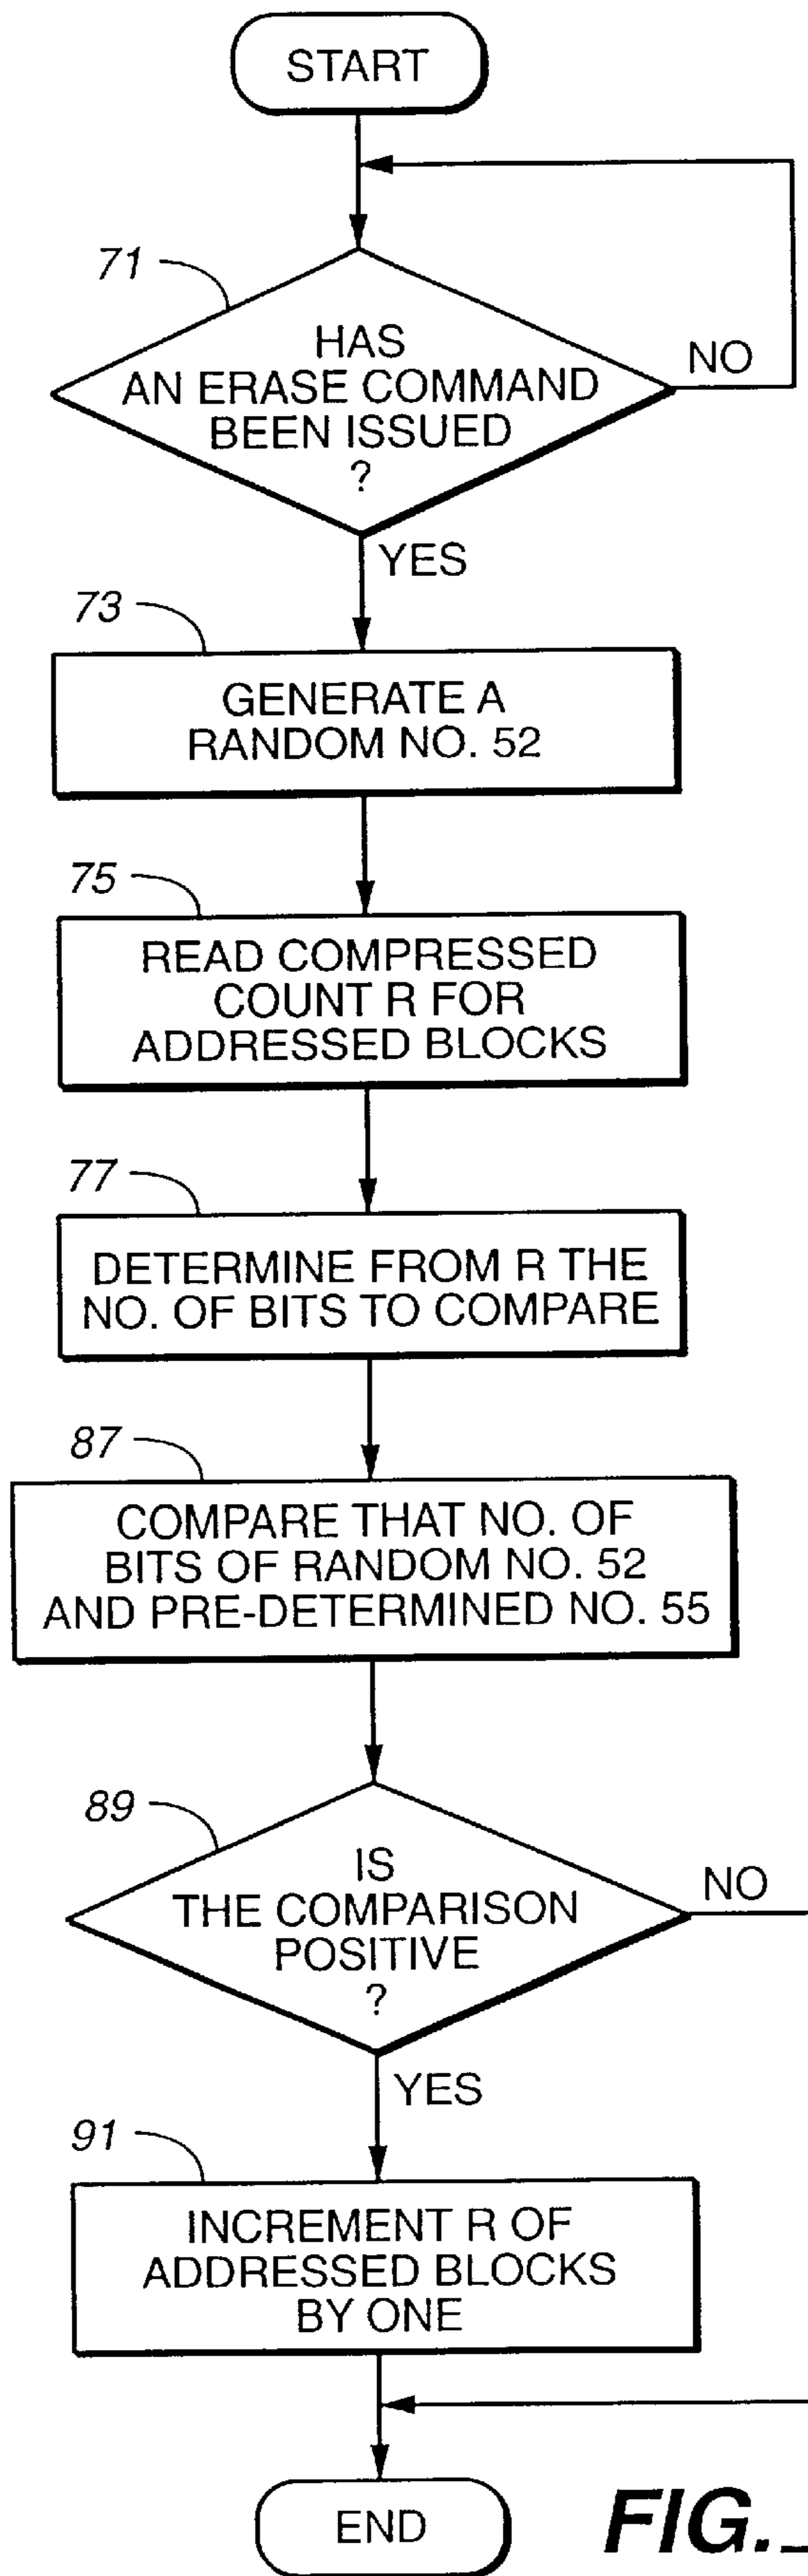 START
71
HAS
AN ERASE COMMAND
BEEN ISSUED
?
NO
YES
73
GENERATE A
RANDOM NO. 52
75
READ COMPRESSED
COUNT R FOR
ADDRESSED BLOCKS
77
DETERMINE FROM R THE
NO. OF BITS TO COMPARE
87
COMPARE THAT NO. OF
BITS OF RANDOM NO. 52
AND PRE-DETERMINED NO. 55
89
IS
THE COMPARISON
POSITIVE
?
NO
YES
91
INCREMENT R OF
ADDRESSED BLOCKS
BY ONE
END
FIG._